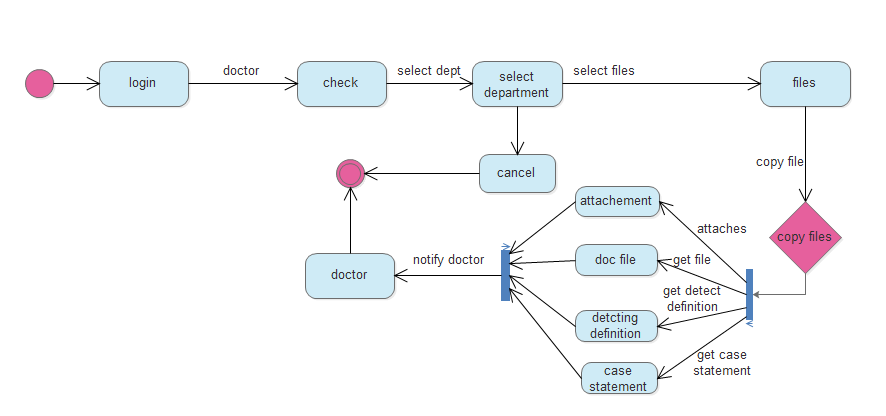 login
doctor
check
select dept
select
department
select files
files
copy file
copy files
cancel
attachement
attaches
doc file
get file
get detect
definition
detcting
definition
get case
statement
case
statement
notify doctor
doctor